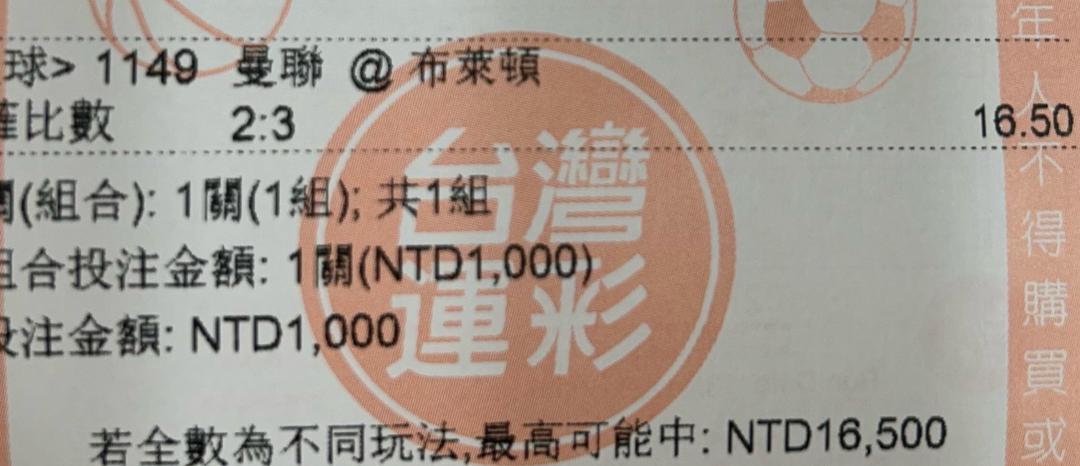 球> 1149 曼聯 @ 布萊頓
比數 2:3 16.50
(組合): 1關(1組); 共1組
合投注金額: 1關(NTD1,000)
注金額: NTD1,000
若全數為不同玩法,最高可能中: NTD16,500
台灣
運彩
年人不得購買或